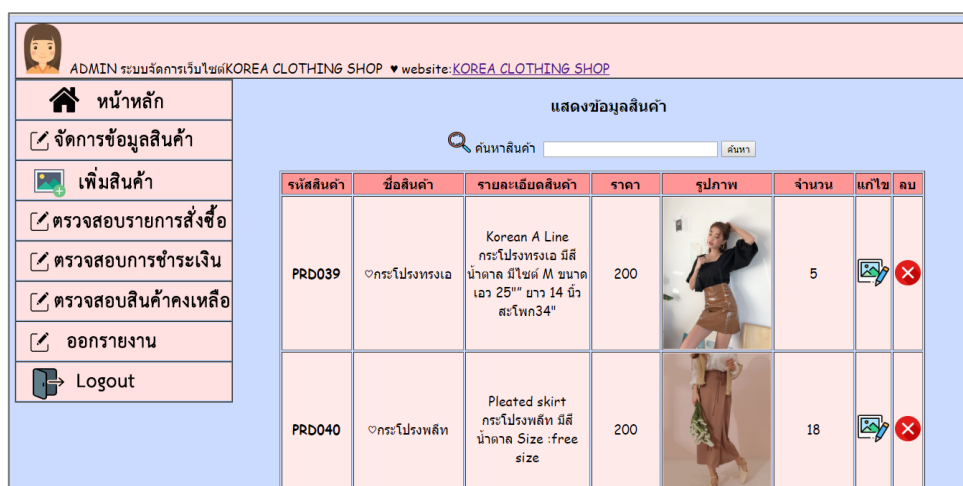 ADMIN ระบบจัดการเว็บไซต์KOREA CLOTHING SHOP ♥ website:KOREA CLOTHING SHOP
หน้าหลัก
จัดการข้อมูลสินค้า
เพิ่มสินค้า
ตรวจสอบรายการสั่งซื้อ
ตรวจสอบการชำระเงิน
ตรวจสอบสินค้าคงเหลือ
ออกรายงาน
Logout
แสดงข้อมูลสินค้า
ค้นหาสินค้า ค้นหา
รหัสสินค้า ชื่อสินค้า รายละเอียดสินค้า ราคา รูปภาพ จำนวน แก้ไข ลบ
PRD039
♡กระโปรงทรงเอ
Korean A Line
กระโปรงทรงเอ มีสี
น้ำตาล มีไซต์ M ขนาด
เอว 25"" ยาว 14 นิ้ว
สะโพก34"
200
5
PRD040
♡กระโปรงพลีท
Pleated skirt
กระโปรงพลีท มีสี
น้ำตาล Size :free
size
200
18